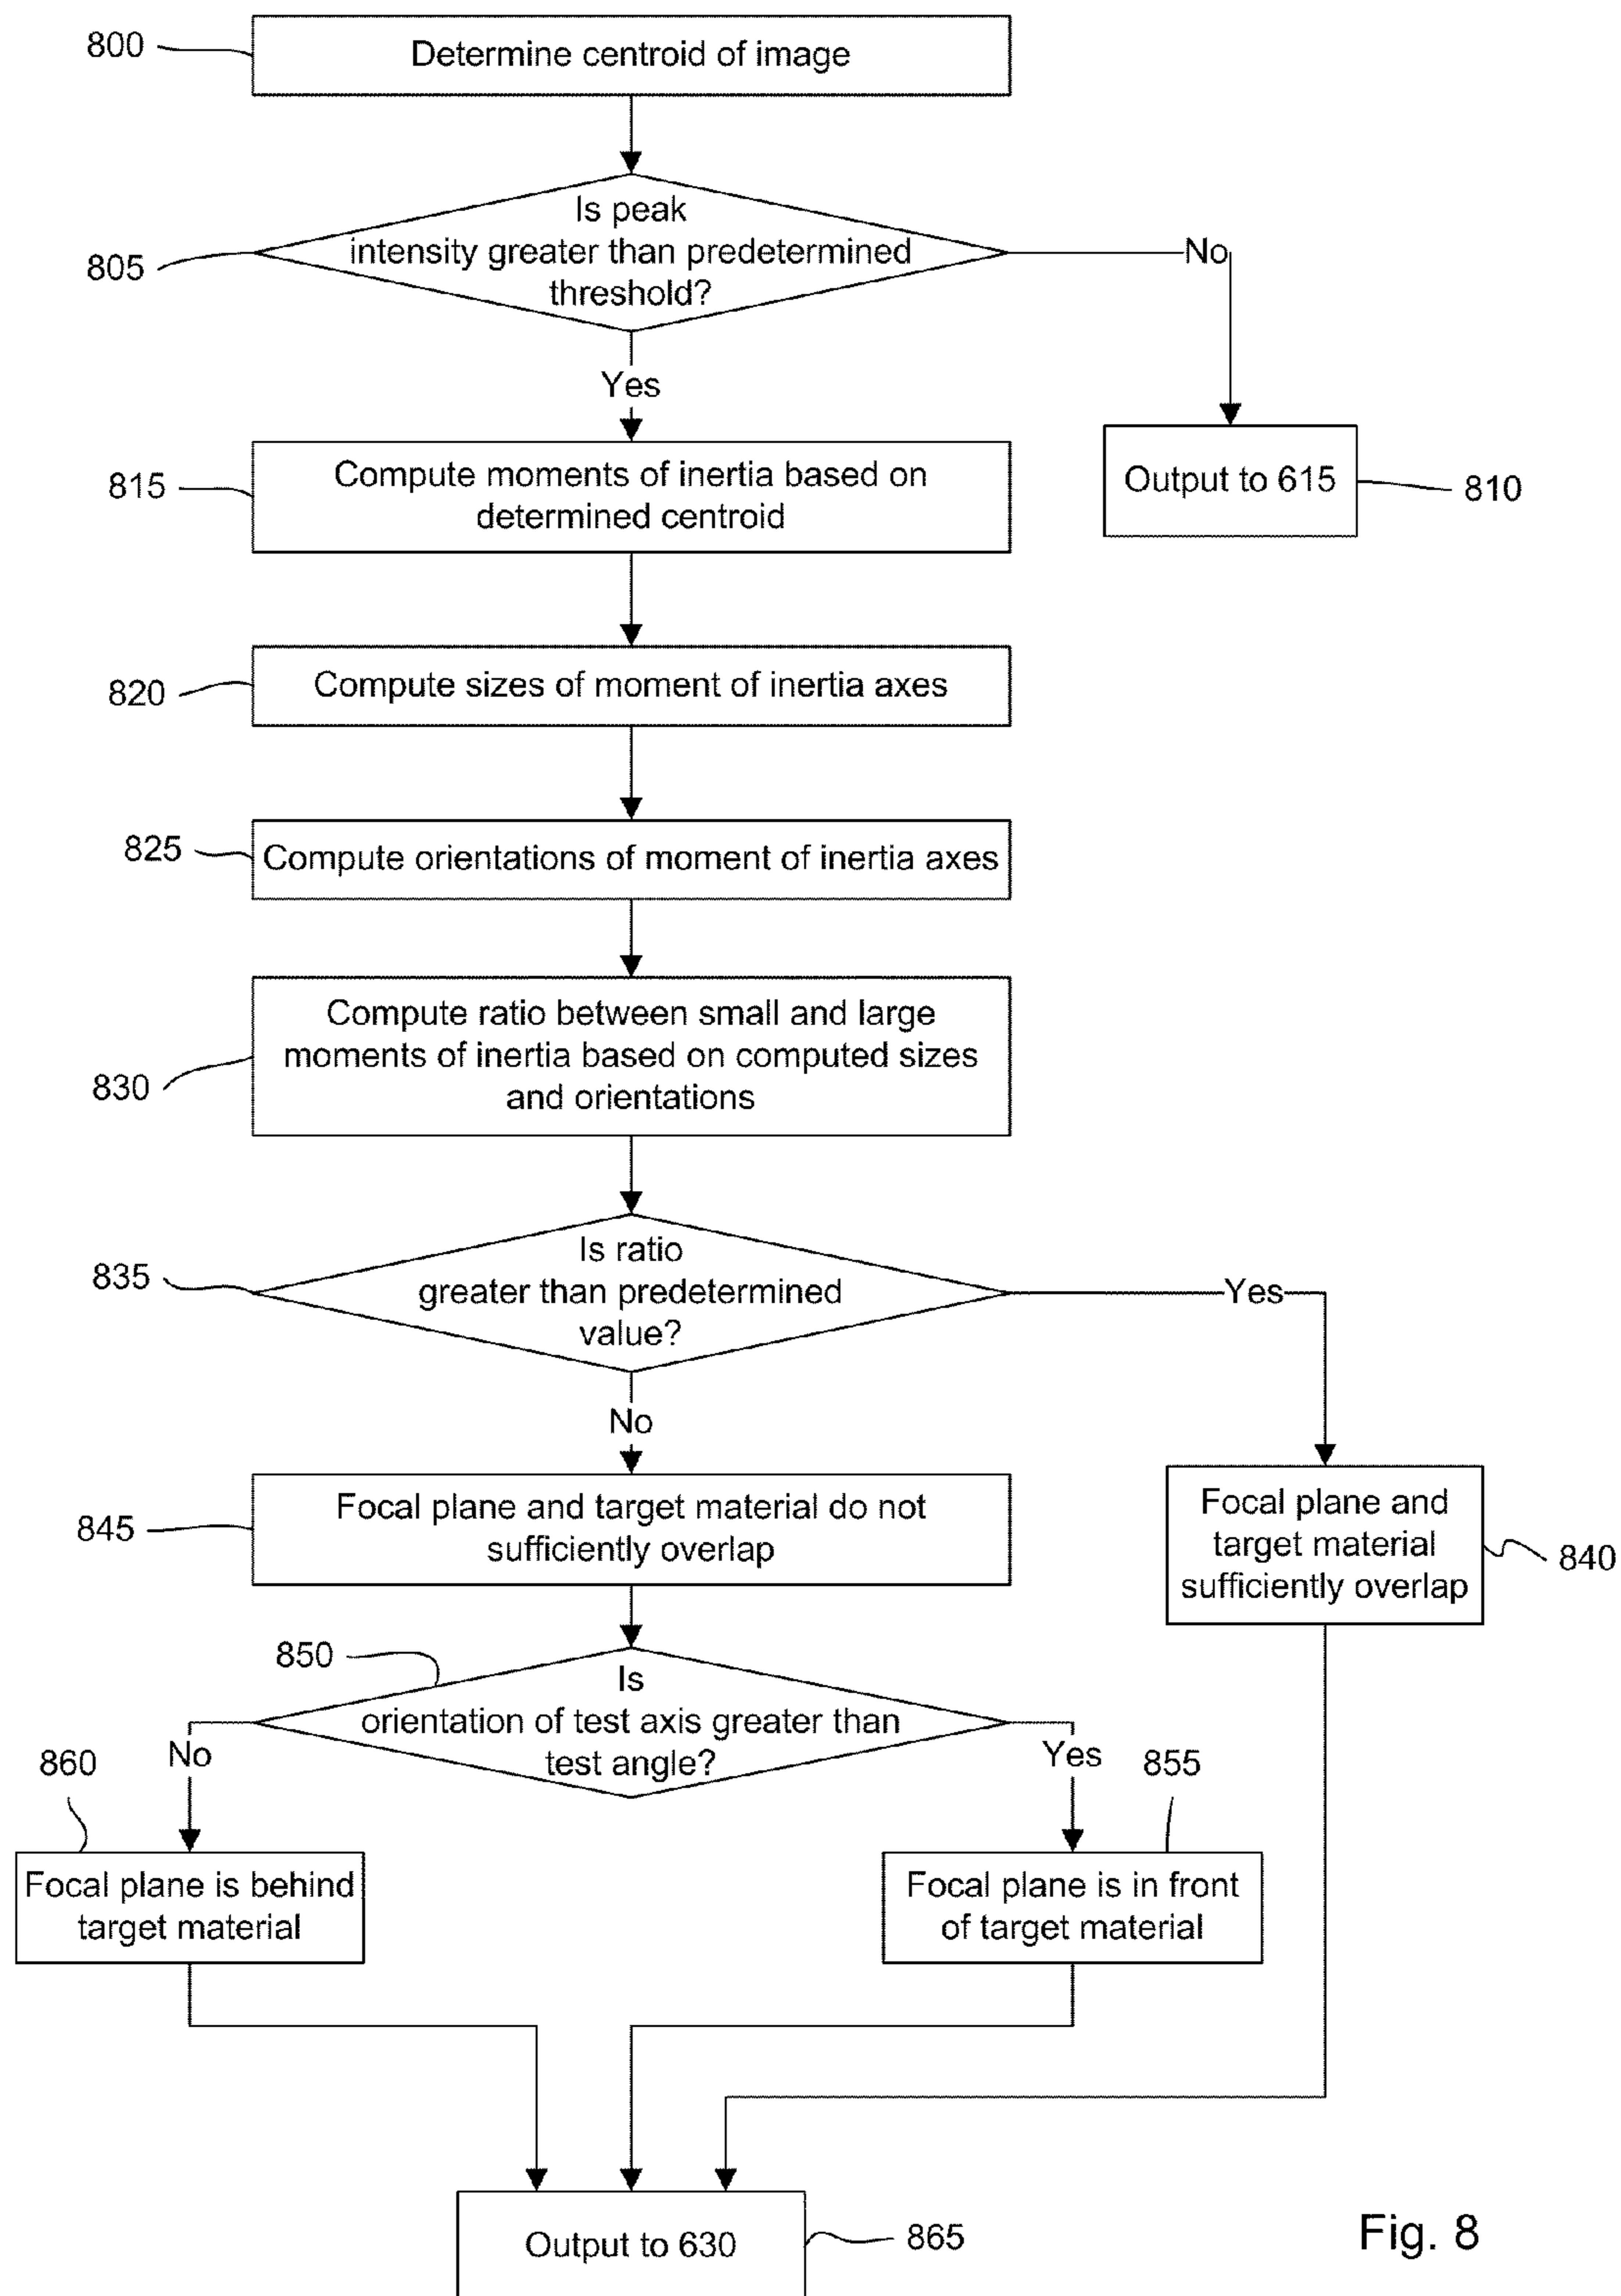 800
Determine centroid of image
Is peak
intensity greater than predetermined
threshold?
805
No
Yes
815
Compute moments of inertia based on
determined centroid
Output to 615
810
820
Compute sizes of moment of inertia axes
825
Compute orientations of moment of inertia axes
830
Compute ratio between small and large
moments of inertia based on computed sizes
and orientations
835
Is ratio
greater than predetermined
value?
Yes
No
845
Focal plane and target material do not
sufficiently overlap
Focal plane and
target material
sufficiently overlap
840
850
Is
orientation of test axis greater than
test angle?
860
No
Yes
855
Focal plane is behind
target material
Focal plane is in front
of target material
Output to 630
865
Fig. 8